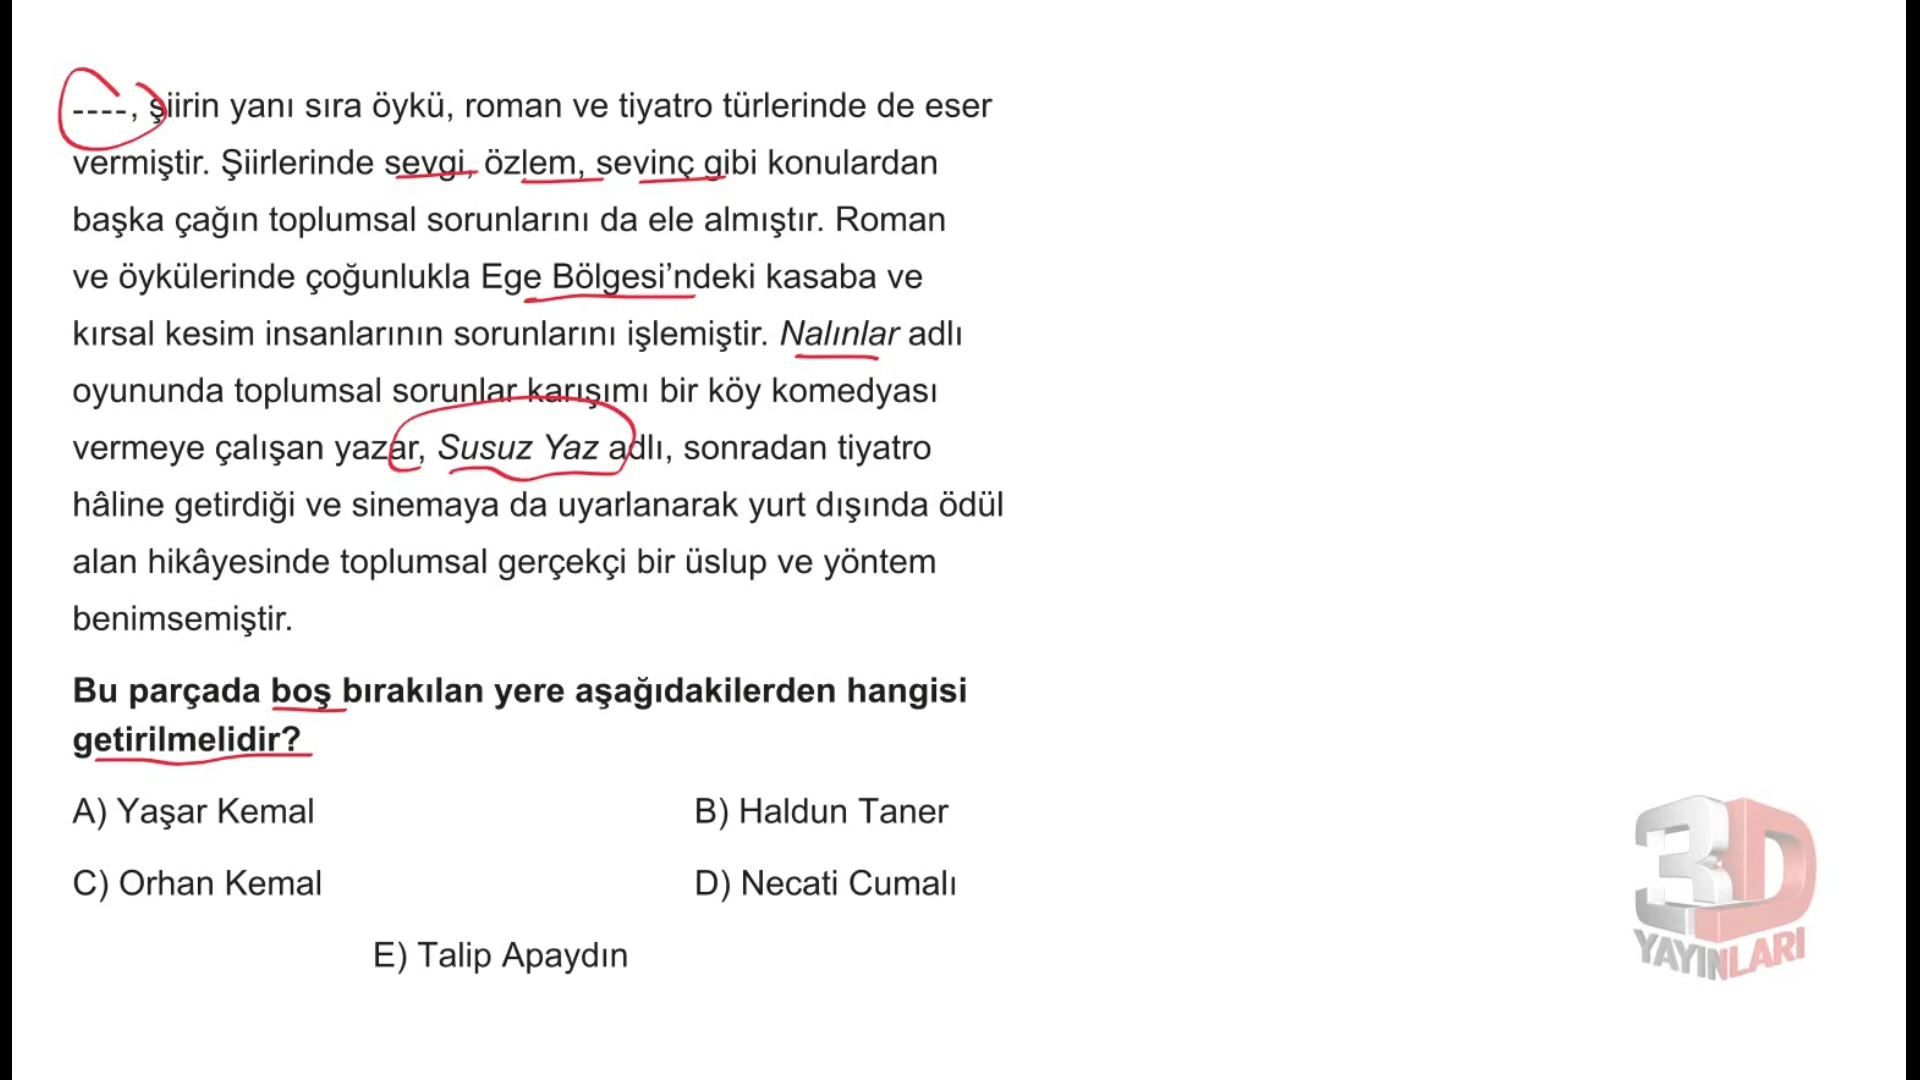 ----, şiirin yanı sıra öykü, roman ve tiyatro türlerinde de eser
vermiştir. Şiirlerinde sevgi, özlem, sevinç gibi konulardan
başka çağın toplumsal sorunlarını da ele almıştır. Roman
ve öykülerinde çoğunlukla Ege Bölgesi’ndeki kasaba ve
kırsal kesim insanlarının sorunlarını işlemiştir. Nalınlar adlı
oyununda toplumsal sorunlar karışımı bir köy komedyası
vermeye çalışan yazar, Susuz Yaz adlı, sonradan tiyatro
hâline getirdiği ve sinemaya da uyarlanarak yurt dışında ödül
alan hikâyesinde toplumsal gerçekçi bir üslup ve yöntem
benimsemiştir.
Bu parçada boş bırakılan yere aşağıdakilerden hangisi
getirilmelidir?
A) Yaşar Kemal
B) Haldun Taner
C) Orhan Kemal
D) Necati Cumalı
E) Talip Apaydın
3D
YAYINLARI